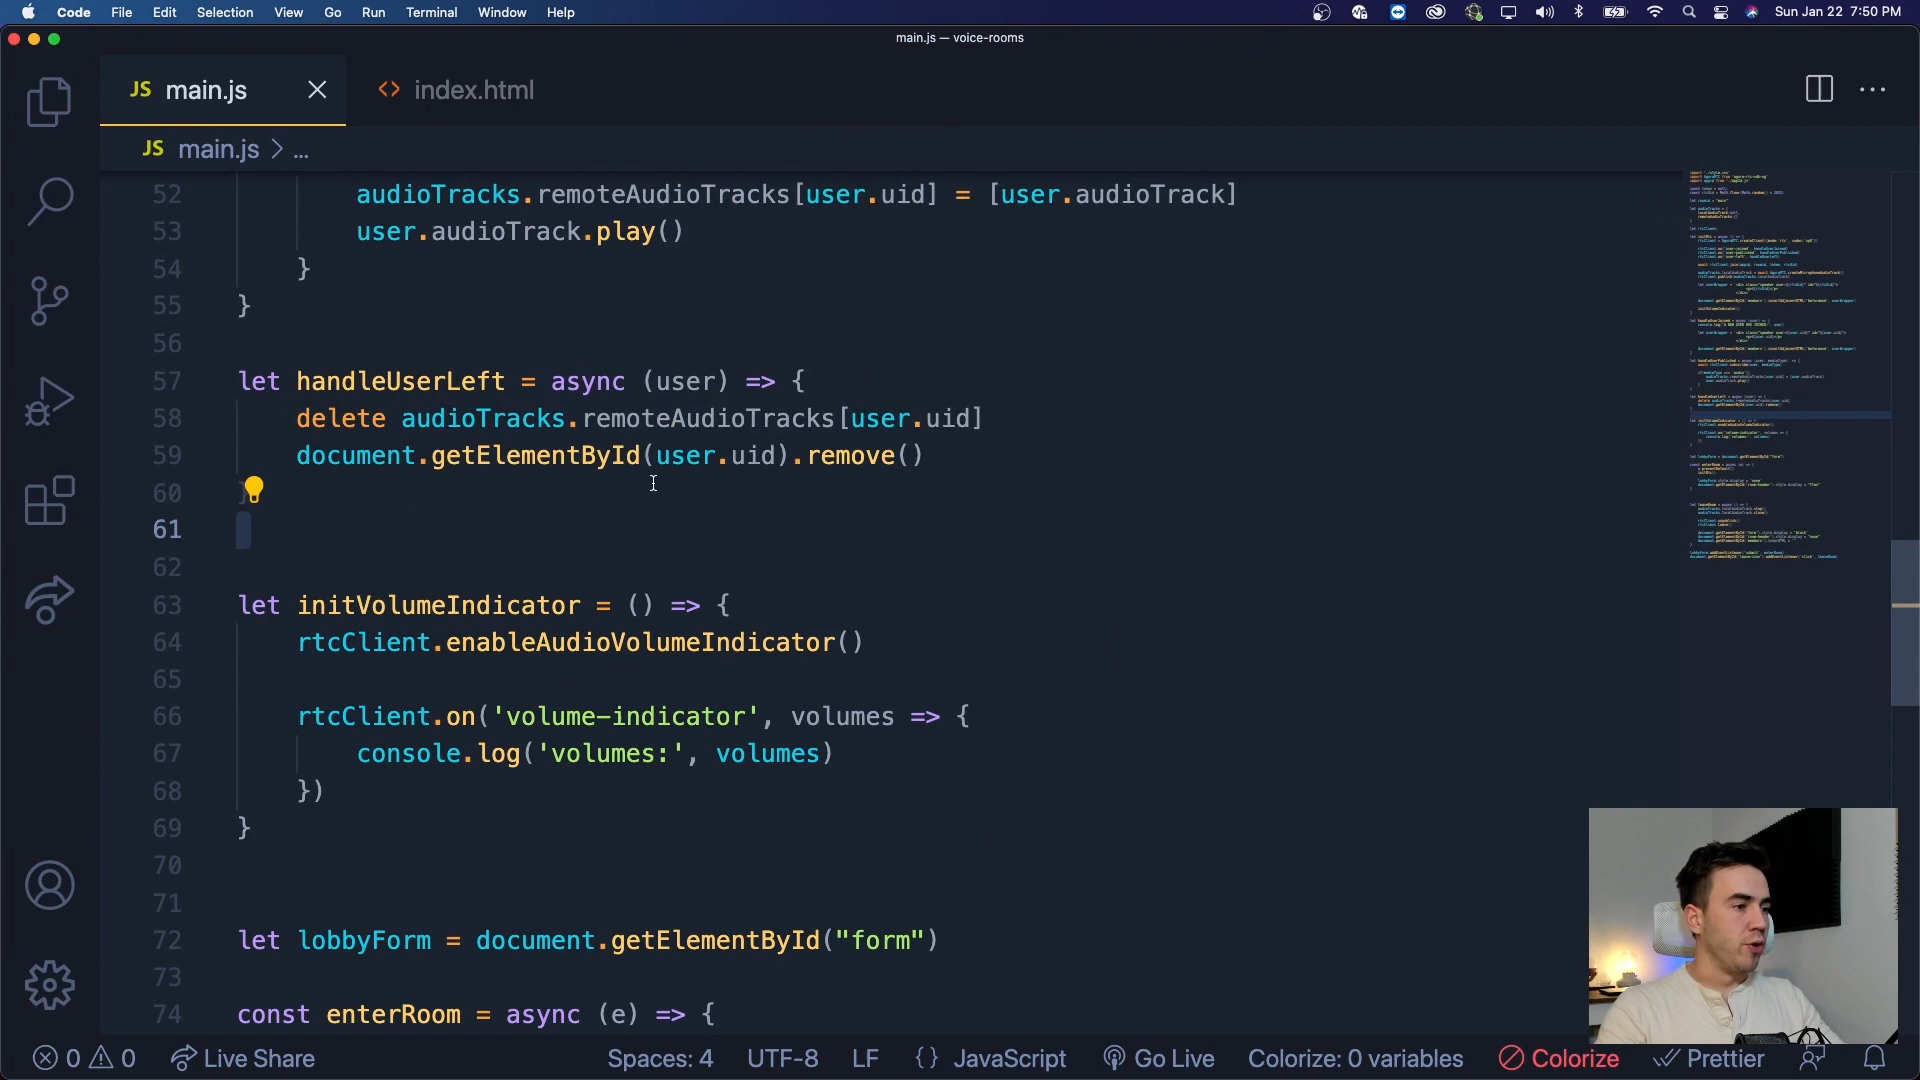 Code File Edit Selection View Go Run Terminal Window Help Sun Jan 22 7:50 PM
main.js — voice-rooms
JS main.js index.html
JS main.js > ...
52 audioTracks.remoteAudioTracks[user.uid] = [user.audioTrack]
53 user.audioTrack.play()
54 }
55 }
56
57 let handleUserLeft = async (user) => {
58 delete audioTracks.remoteAudioTracks[user.uid]
59 document.getElementById(user.uid).remove()
60 }
61
62
63 let initVolumeIndicator = () => {
64 rtcClient.enableAudioVolumeIndicator()
65
66 rtcClient.on('volume-indicator', volumes => {
67 console.log('volumes:', volumes)
68 })
69 }
70
71
72 let lobbyForm = document.getElementById("form")
73
74 const enterRoom = async (e) => {
0 0 Live Share Spaces: 4 UTF-8 LF {} JavaScript Go Live Colorize: 0 variables Colorize Prettier